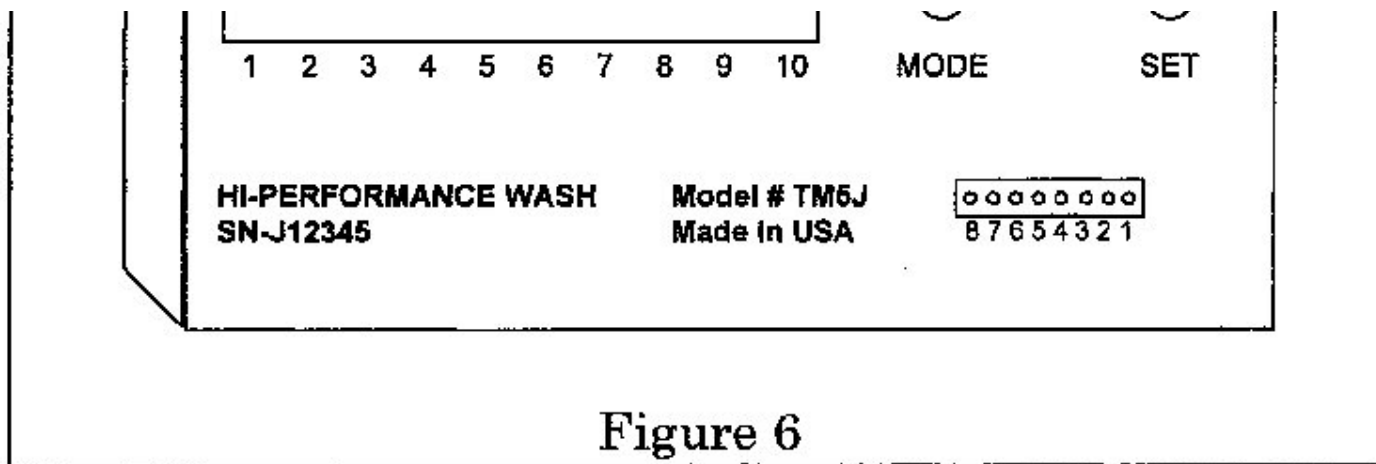 1 2 3 4 5 6 7 8 9 10 MODE SET
HI-PERFORMANCE WASH Model # TM5J
SN-J12345 Made In USA 8 7 6 5 4 3 2 1
Figure 6